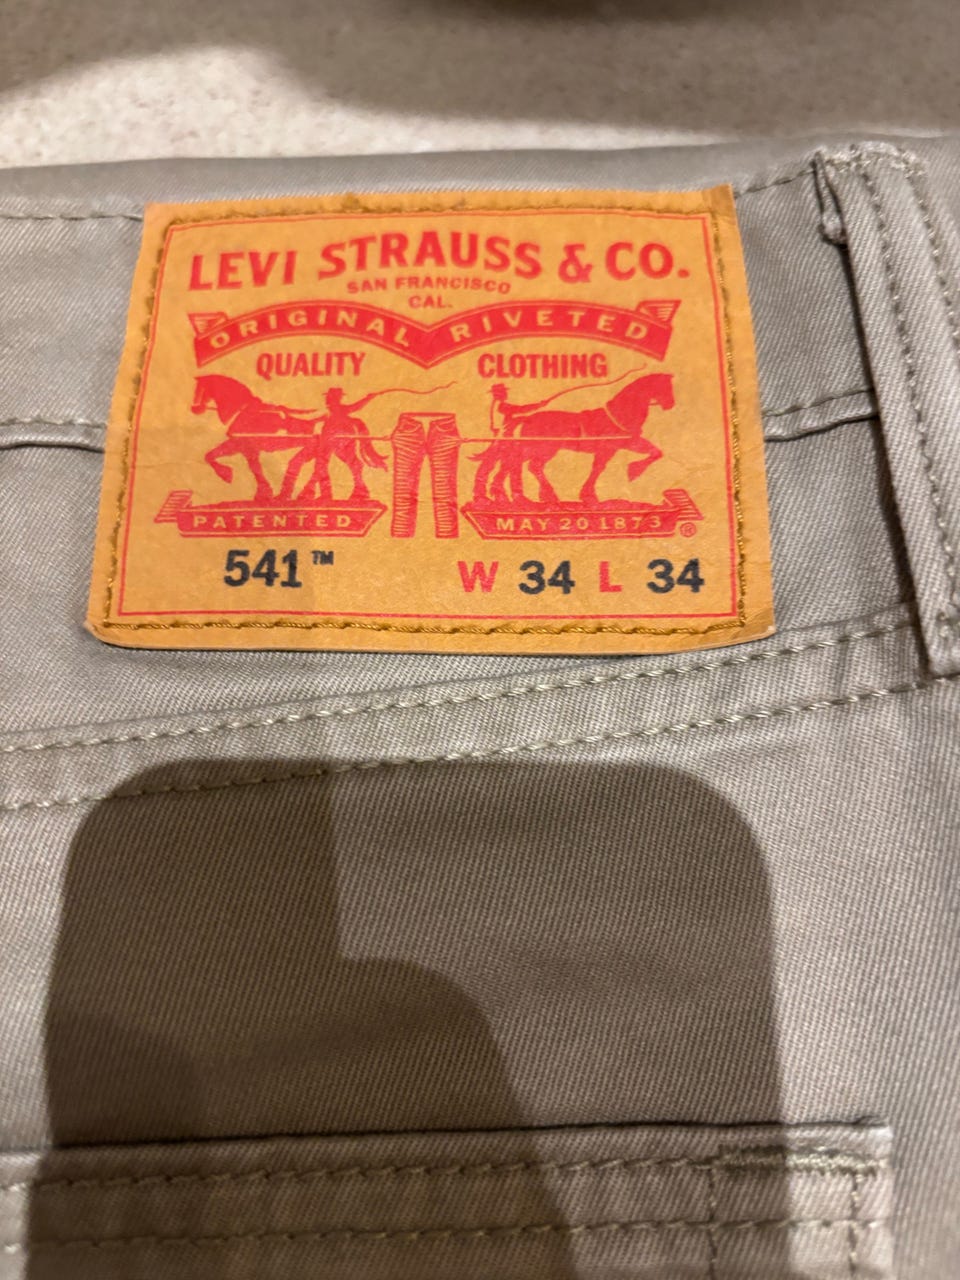 LEVI STRAUSS & CO.
SAN FRANCISCO
CAL.
ORIGINAL RIVETED
QUALITY CLOTHING
PATENTED MAY 20 1873 ®
541™ W 34 L 34